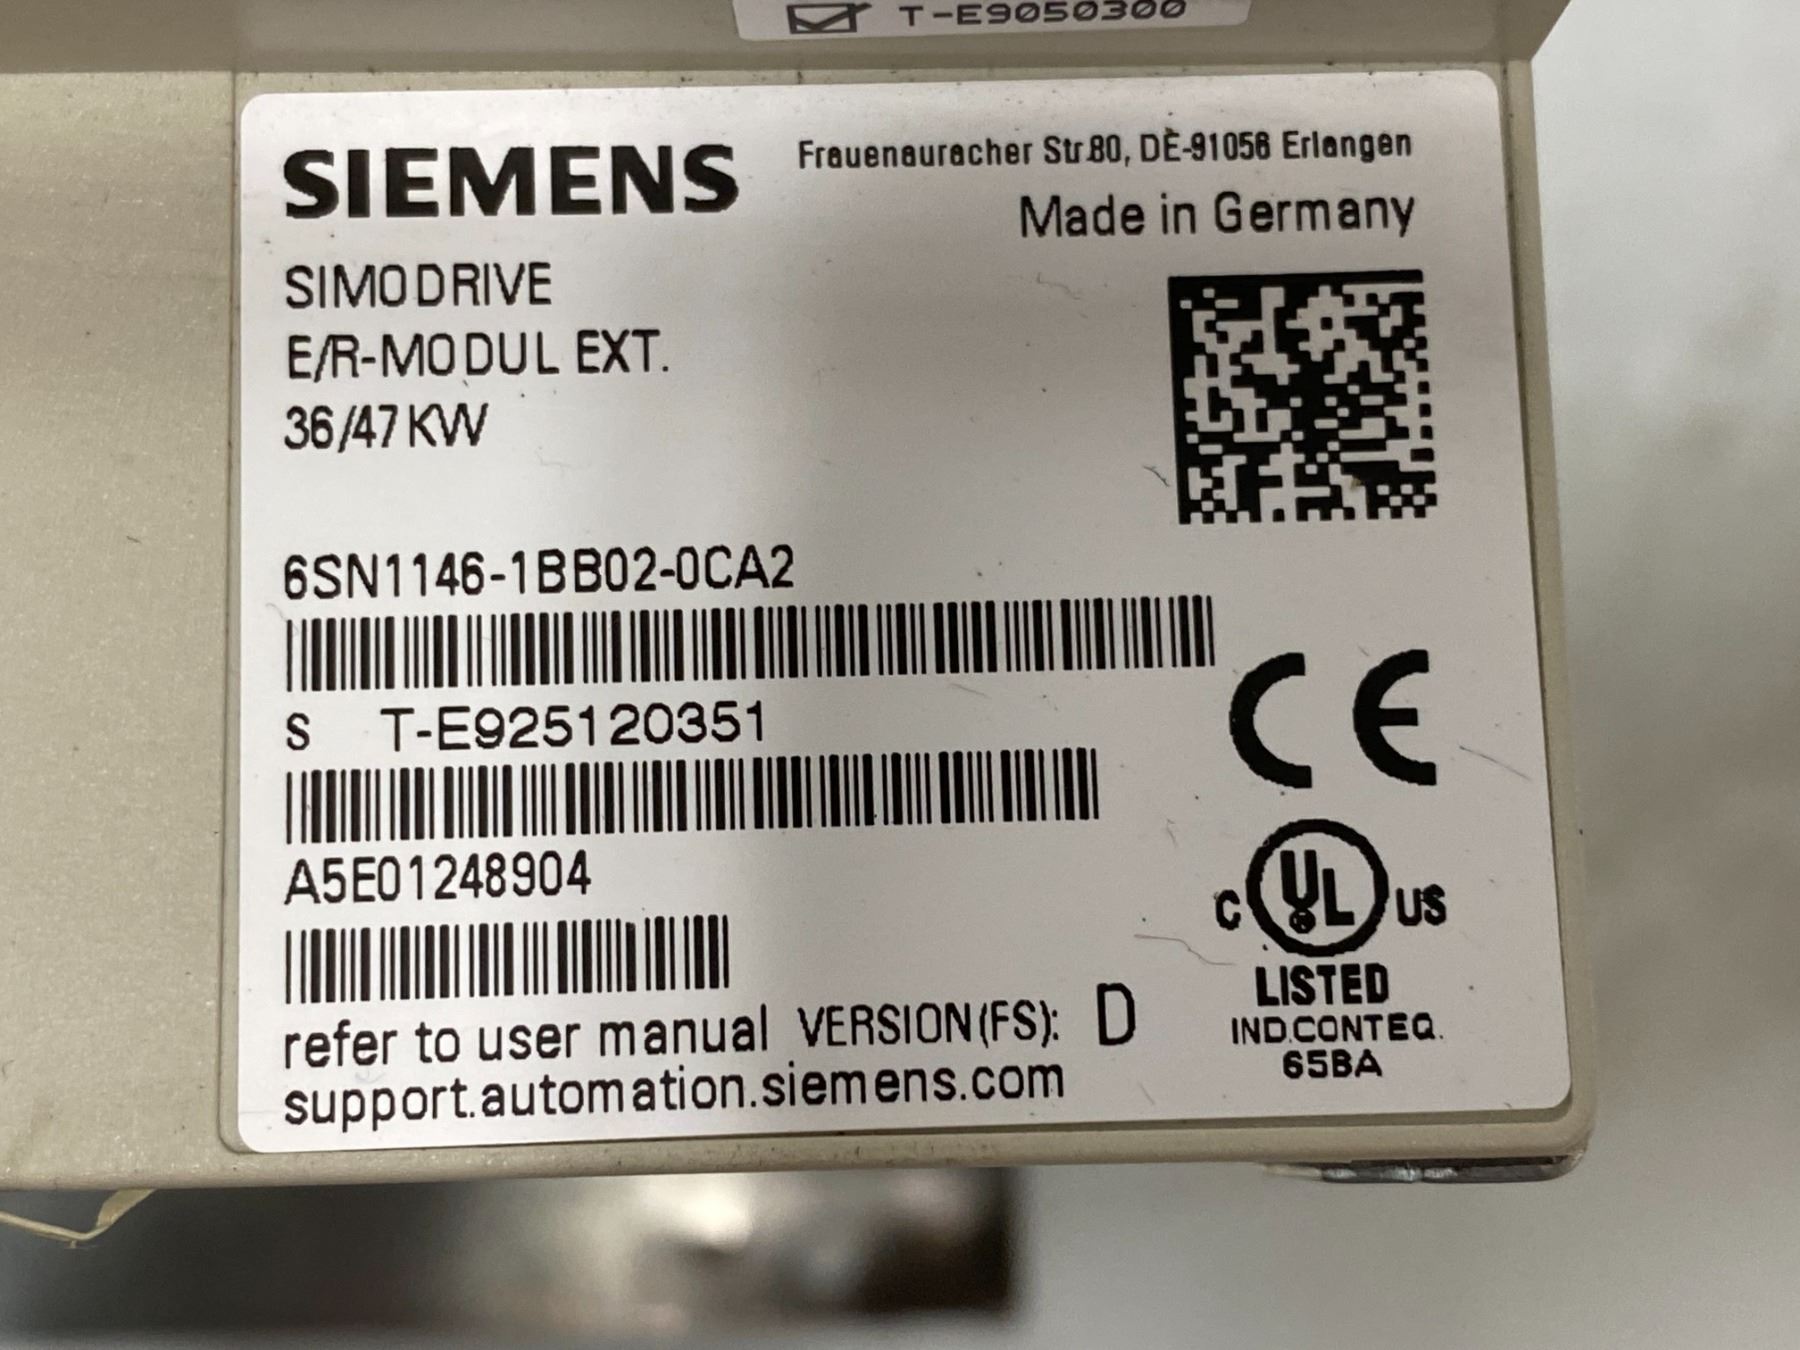 T-E9050300
SIEMENS
Frauenauracher Str.80, DE-91056 Erlangen
Made in Germany
SIMODRIVE
E/R-MODUL EXT.
36/47 KW
6SN1146-1BB02-0CA2
S T-E925120351
A5E01248904
refer to user manual VERSION(FS): D
support.automation.siemens.com
CE
C UL US
LISTED
IND.CONT.EQ.
65BA